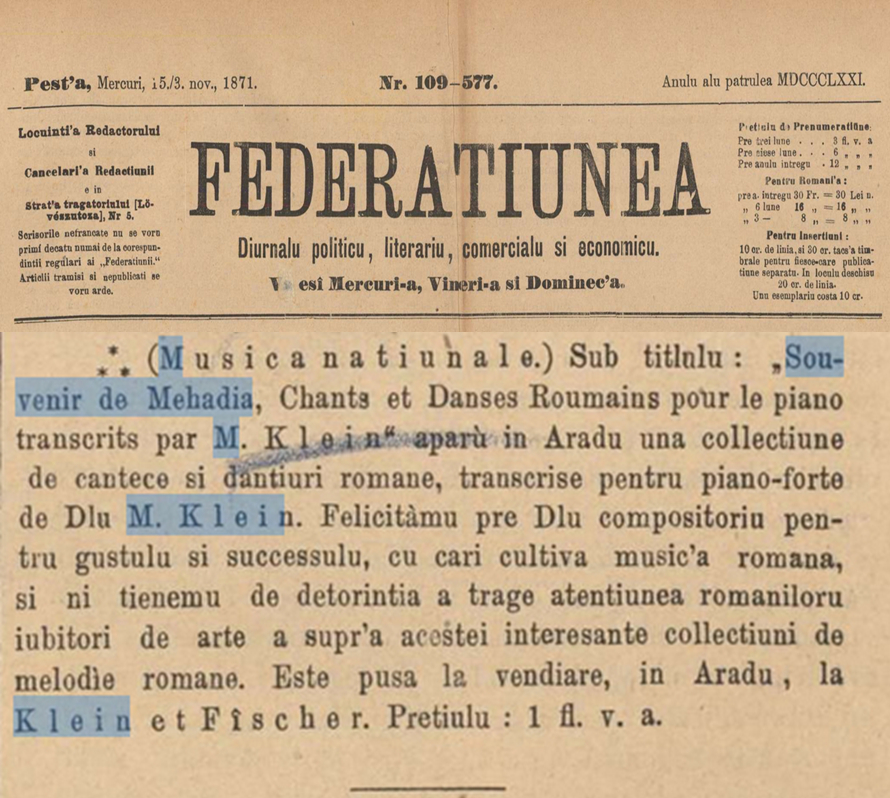 Pest'a, Mercuri, 15./3. nov., 1871.
Nr. 109–577.
Anulu alu patrulea MDCCCLXXI.
Locuinti'a Redactorului
si
Cancelari'a Redactiunii
e in
Strat'a tragatoriului [Lö-
vészutoza], Nr 5.
Scrisorile nefrancate nu se voru
primi decatu numai de la corespun-
dintii regulari ai „Federatiunii."
Articlii tramisi si nepublicati se
voru arde.
FEDERATIUNEA
Diurnalu politicu, literariu, comercialu si economicu.
esî Mercuri-a, Vineri-a si Dominec'a.
Pretiulu de Prenumeratiune:
Pre trei lune . . . 3 fl. v. a
Pre siese lune . . . 6 „ „ „
Pre anulu intregu . 12 „ „ „
Pentru Romani'a :
prea. intregu 30 Fr. = 30 Lei n.
„ 6 lune 16 „ = 16 „ „
„ 3 — 8 „ = 8 „ „
Pentru Insertiuni :
10 cr. de linia, si 30 cr. tacs'a tim-
brale pentru fiesce-care publica-
tiune separatu. In loculu deschisu
20 cr. de linia.
Unu esemplariu costa 10 cr.
*** (Musica natiunale.) Sub titlulu : „Sou-
venir de Mehadia, Chants et Danses Roumains pour le piano
transcrits par M. Klein" aparù in Aradu una collectiune
de cantece si dantiuri romane, transcrise pentru piano-forte
de Dlu M. Klein. Felicitàmu pre Dlu compositoriu pen-
tru gustulu si successulu, cu cari cultiva music'a romana,
si ni tienemu de detorintia a trage atentiunea romaniloru
iubitori de arte a supr'a acestei interesante collectiuni de
melodìe romane. Este pusa la vendiare, in Aradu , la
Klein et Fîscher. Pretiulu : 1 fl. v. a.